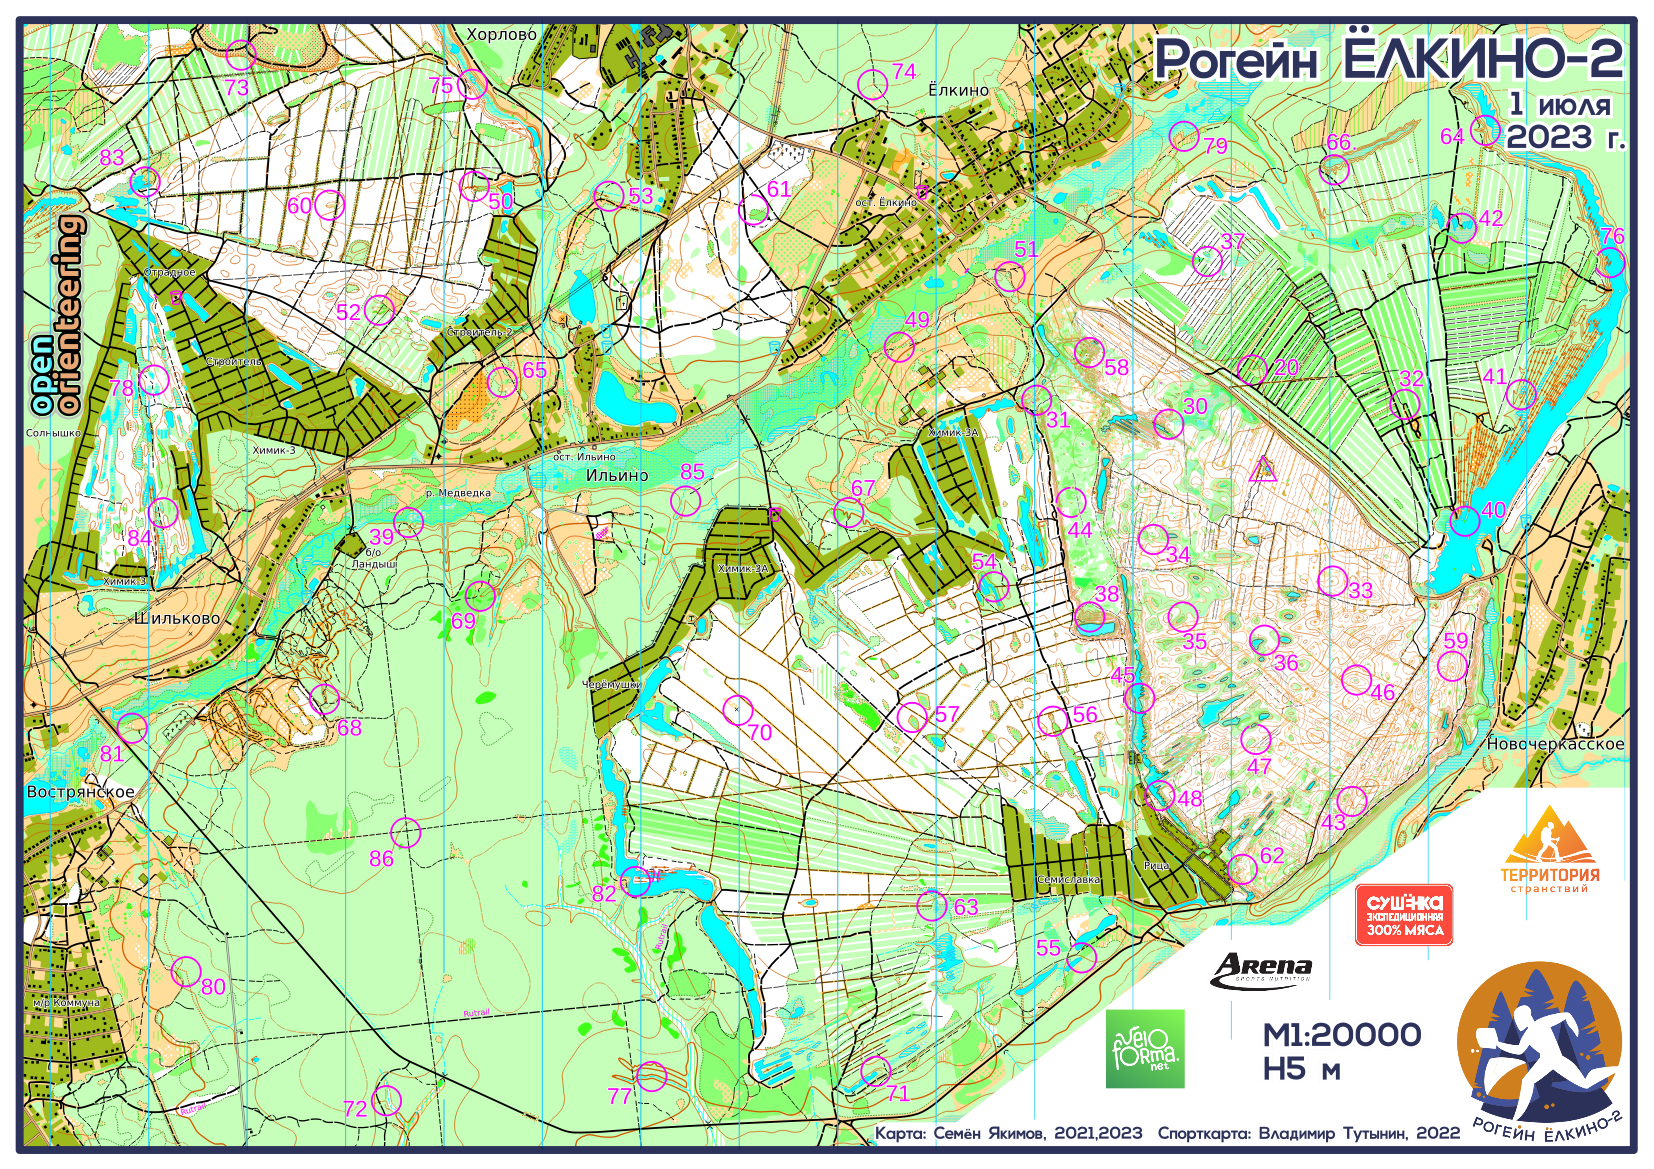 Хорлово
Рогейн ЁЛКИНО-2
73
75
74
Ёлкино
1 июля
2023 г.
83
53
61
ост. Ёлкино
79
66
64
60
50
42
open
orienteering
Отрадное
52
Строитель 2
51
37
76
49
Строитель
78
65
58
20
32
41
Солнышко
30
31
Химик-3
Химик-3А
ост. Ильино
Ильино
85
р. Медведка
67
40
84
39
44
34
б/о
Ландыш
Химик-3
Химик-3А
54
38
33
Шильково
69
35
36
59
45
46
Черёмушки
68
70
57
56
81
47
Новочеркасское
Вострянское
48
43
86
62
ТЕРРИТОРИЯ
странствий
82
Рица
Семиславка
63
СУШЁНКА
ЭКСПЕДИЦИОННАЯ
300% МЯСА
Rutrail
55
Arena
SPORTS NUTRITION
80
м/р Коммуна
Rutrail
velo
forma.
net
М1:20000
Н5 м
77
71
72
Rutrail
РОГЕЙН ЁЛКИНО-2
Карта: Семён Якимов, 2021,2023 Спорткарта: Владимир Тутынин, 2022